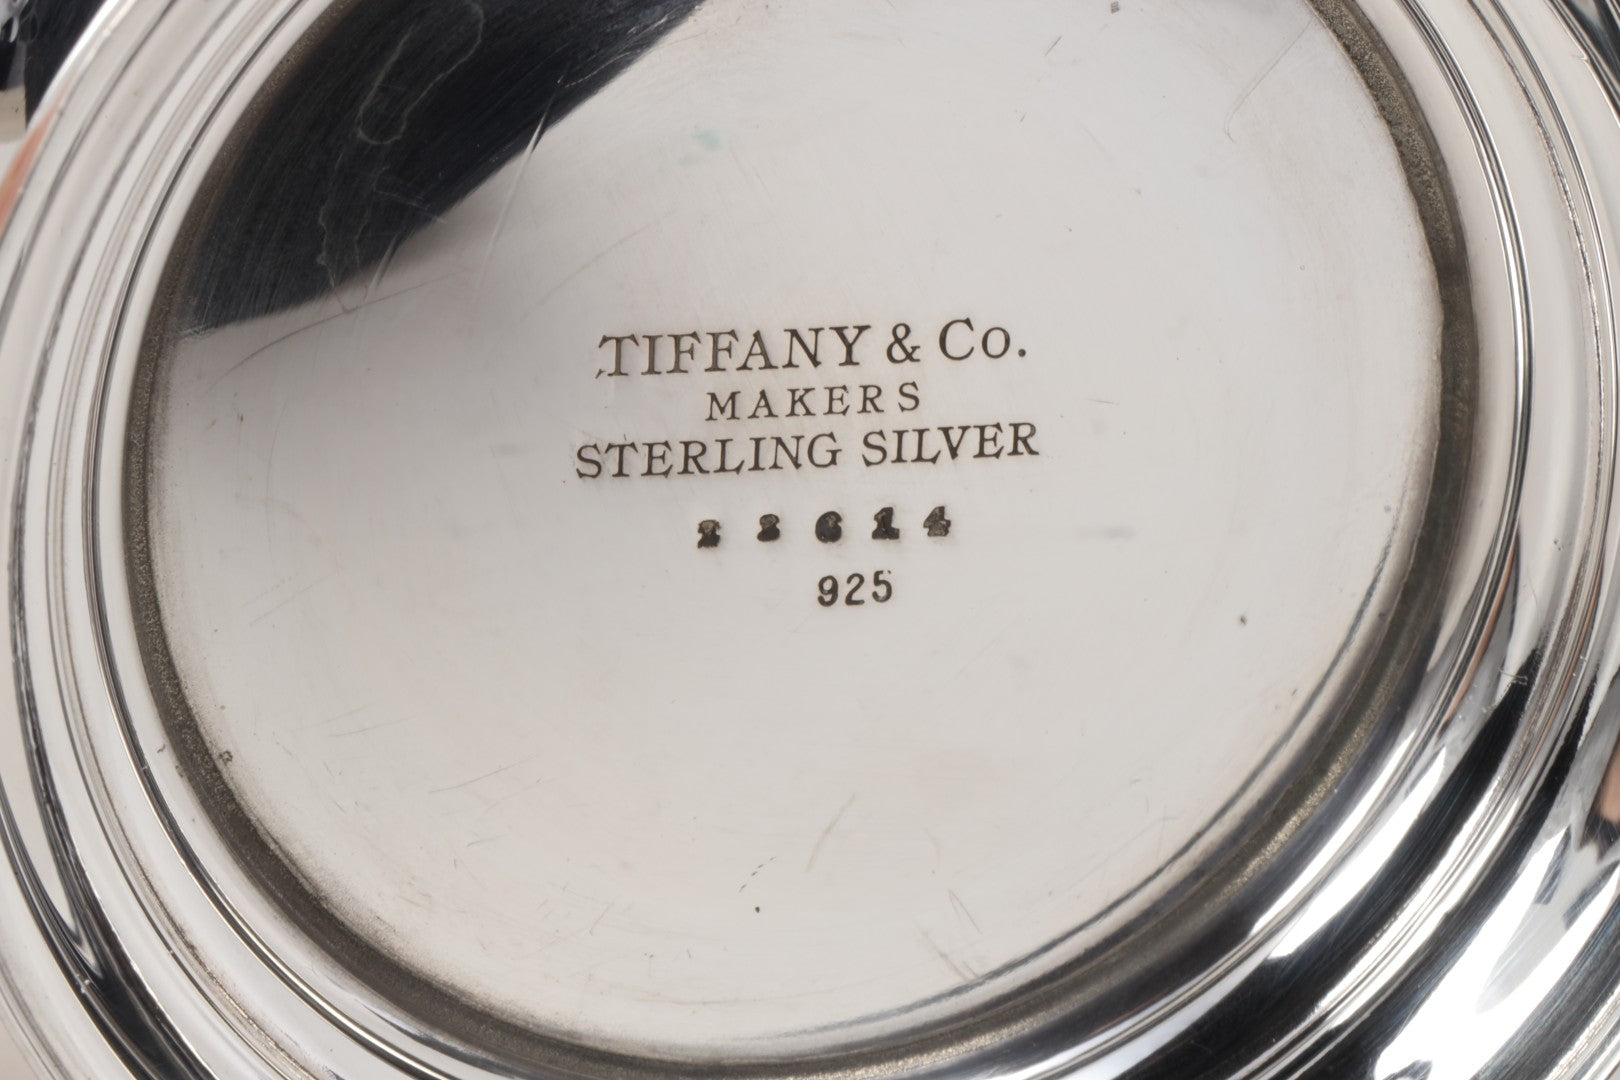 TIFFANY & Co.
MAKERS
STERLING SILVER
22614
925